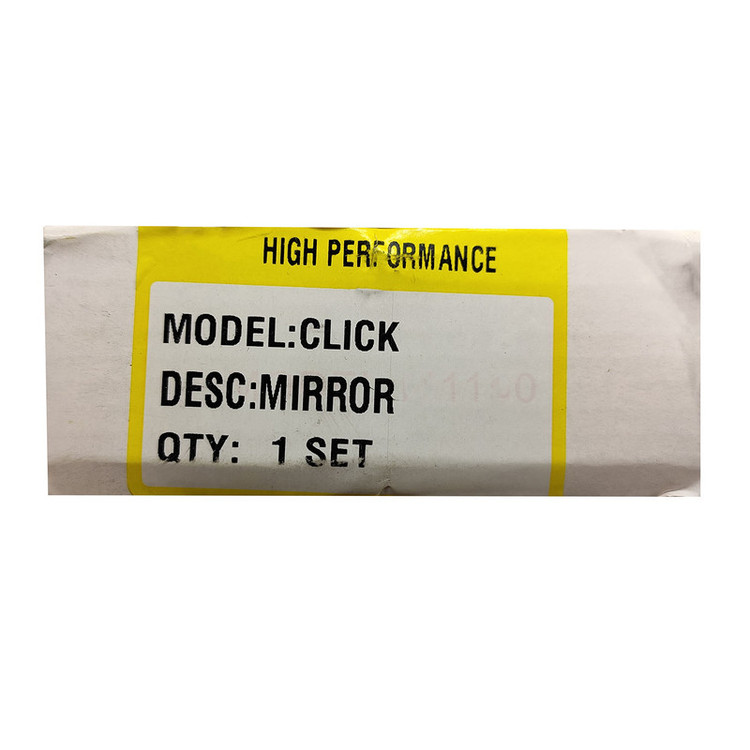 HIGH PERFORMANCE
MODEL:CLICK
DESC:MIRROR
QTY: 1 SET